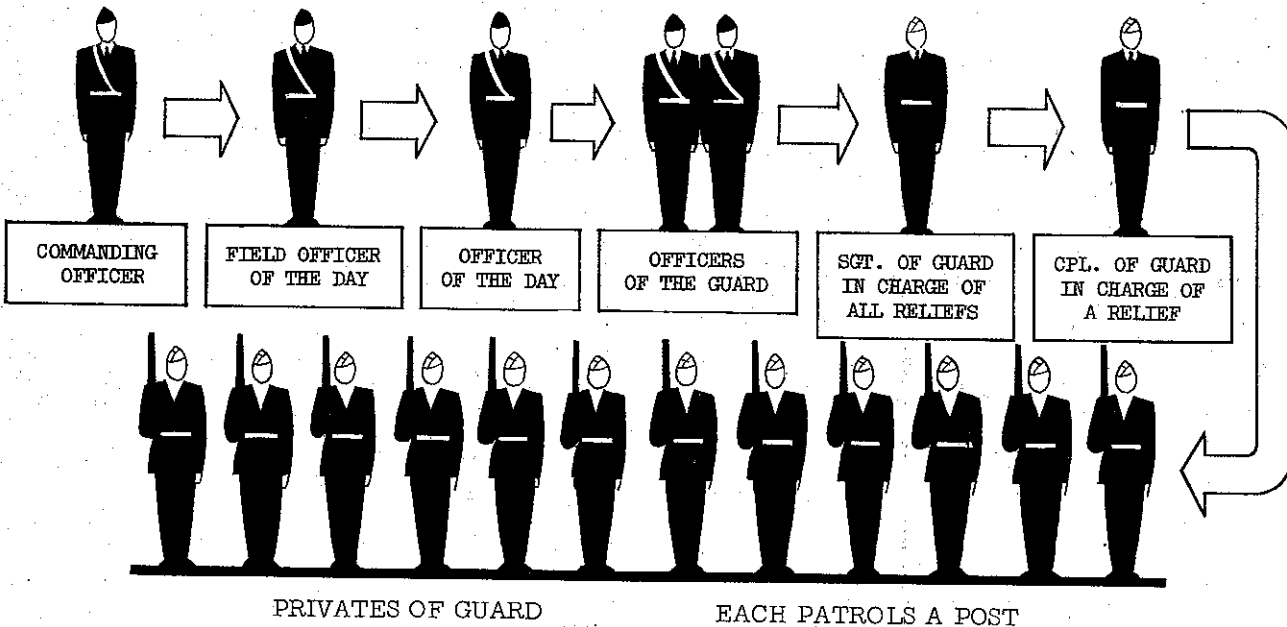 COMMANDING
OFFICER
FIELD OFFICER
OF THE DAY
OFFICER
OF THE DAY
OFFICERS
OF THE GUARD
SGT. OF GUARD
IN CHARGE OF
ALL RELIEFS
CPL. OF GUARD
IN CHARGE OF
A RELIEF
PRIVATES OF GUARD
EACH PATROLS A POST